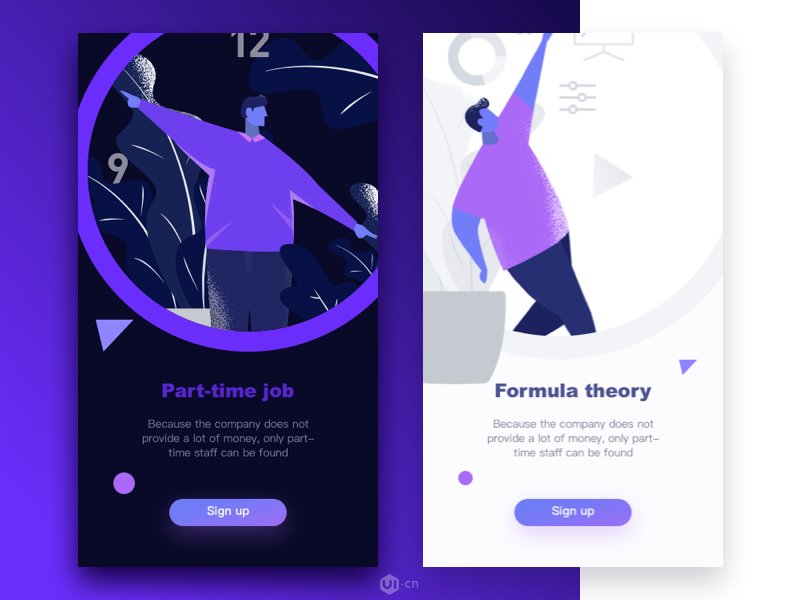 12
9
Part-time job
Because the company does not
provide a lot of money, only part-
time staff can be found
Sign up
Formula theory
Because the company does not
provide a lot of money, only part-
time staff can be found
Sign up
UI·cn